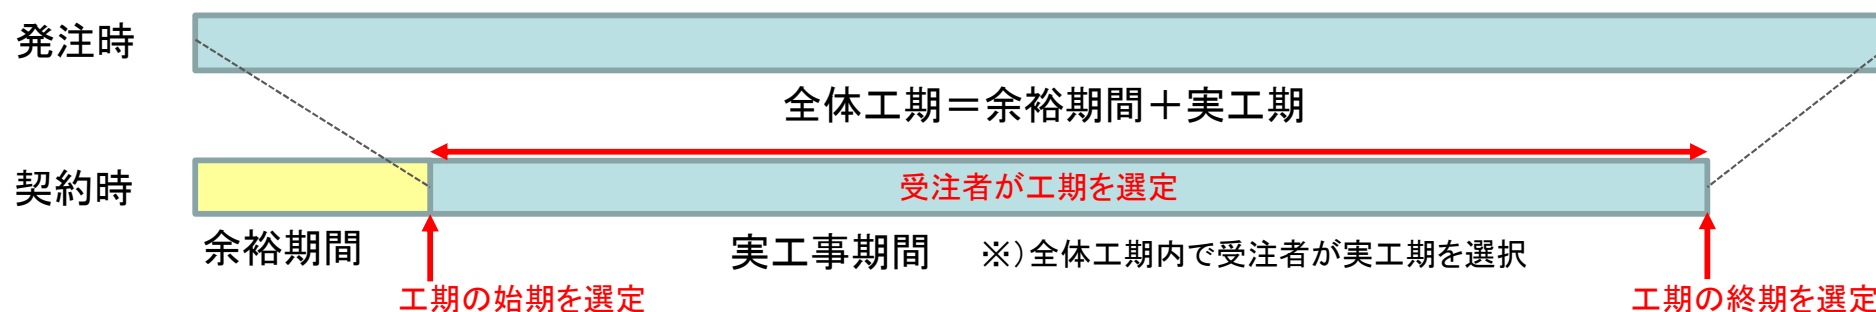 発注時
全体工期＝余裕期間＋実工期
契約時
受注者が工期を選定
余裕期間
実工事期間
※）全体工期内で受注者が実工期を選択
工期の始期を選定
工期の終期を選定